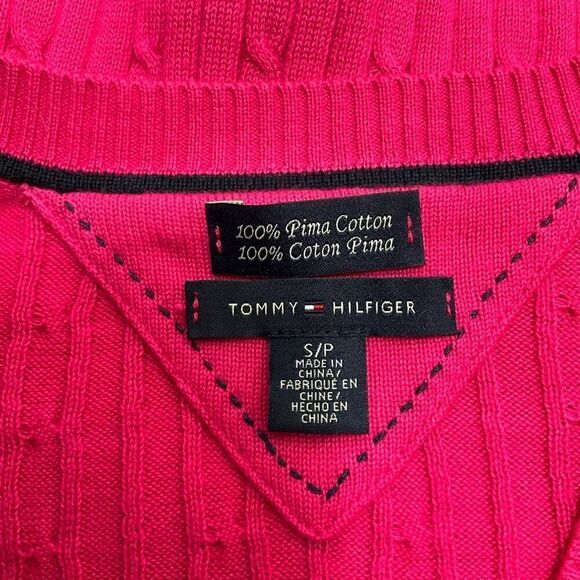 100% Pima Cotton
100% Coton Pima
TOMMY HILFIGER
S/P
MADE IN
CHINA/
FABRIQUÉ EN
CHINE/
HECHO EN
CHINA